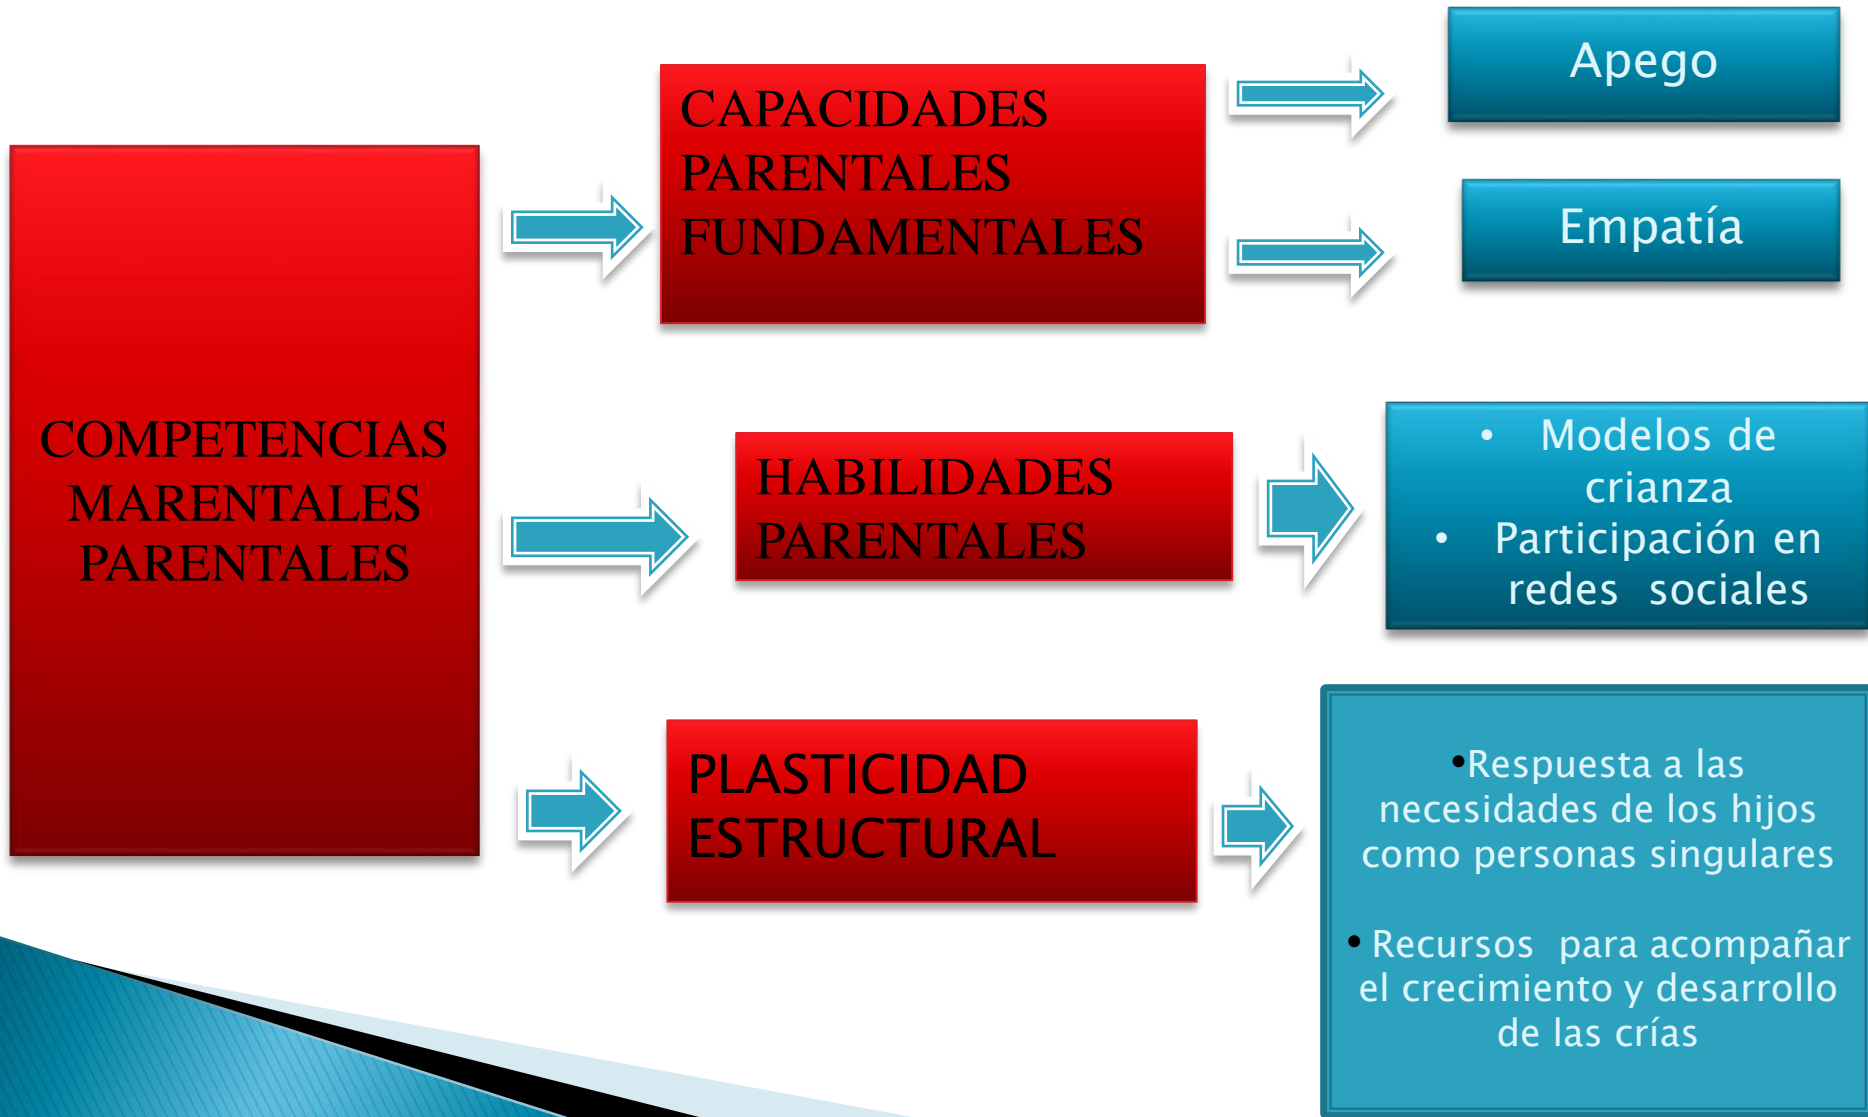 COMPETENCIAS
MARENTALES
PARENTALES
CAPACIDADES
PARENTALES
FUNDAMENTALES
Apego
Empatía
HABILIDADES
PARENTALES
• Modelos de
crianza
• Participación en
redes sociales
PLASTICIDAD
ESTRUCTURAL
•Respuesta a las
necesidades de los hijos
como personas singulares
• Recursos para acompañar
el crecimiento y desarrollo
de las crías